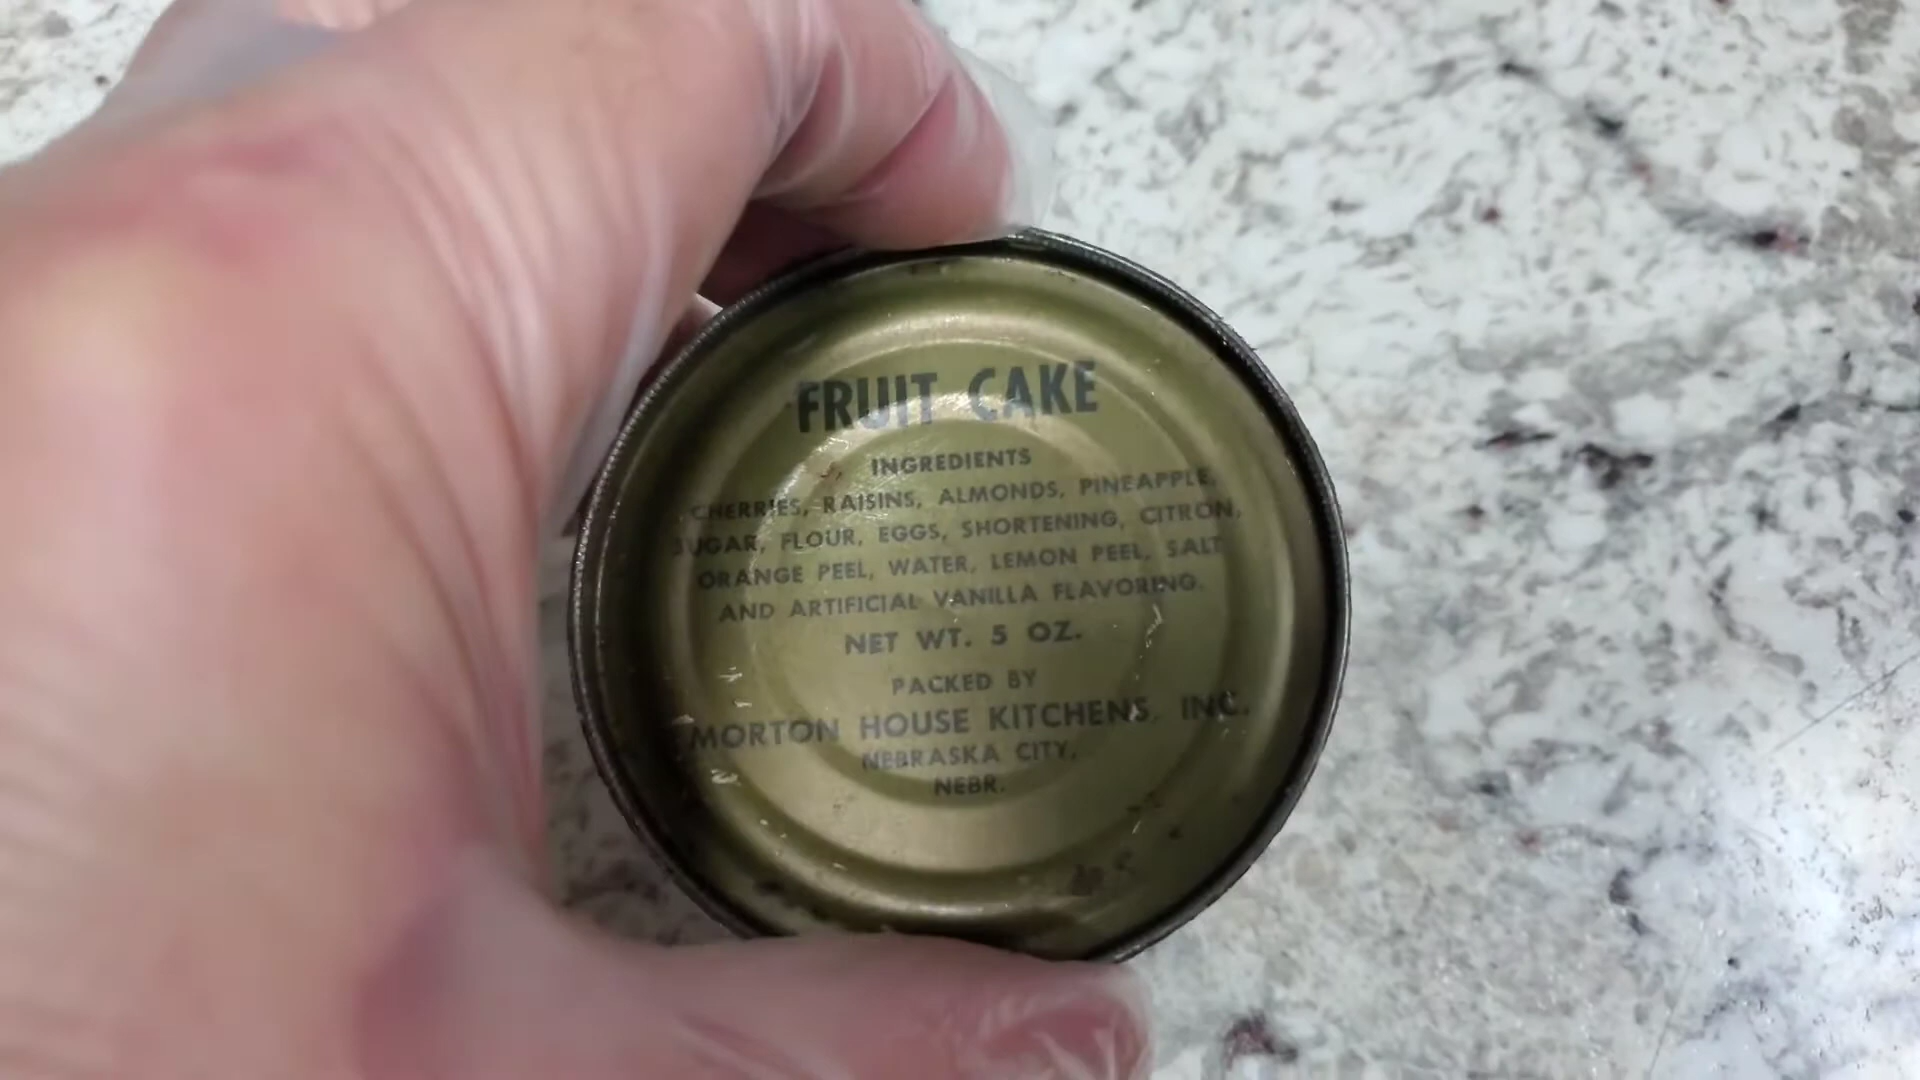 FRUIT CAKE
INGREDIENTS
CHERRIES, RAISINS, ALMONDS, PINEAPPLE,
SUGAR, FLOUR, EGGS, SHORTENING, CITRON,
ORANGE PEEL, WATER, LEMON PEEL, SALT
AND ARTIFICIAL VANILLA FLAVORING.
NET WT. 5 OZ.
PACKED BY
MORTON HOUSE KITCHENS, INC.
NEBRASKA CITY,
NEBR.